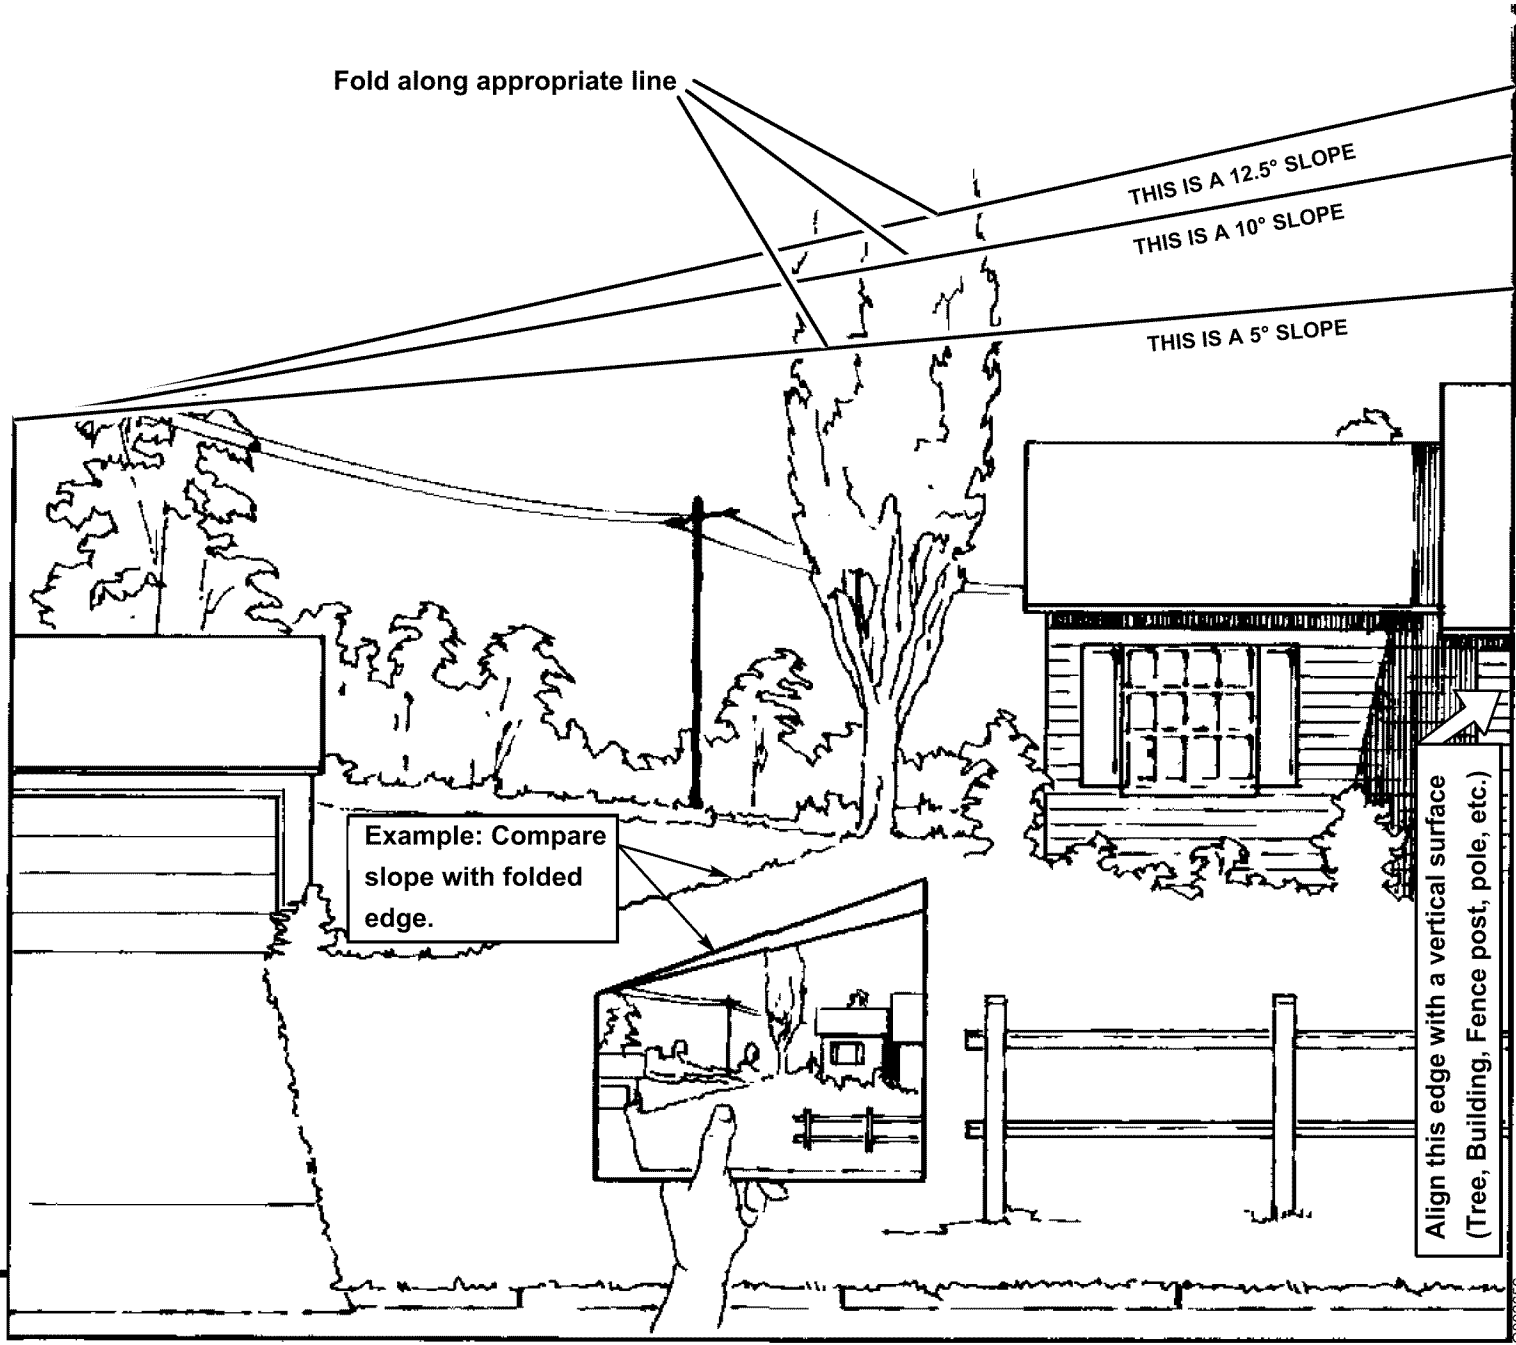 Fold along appropriate line
THIS IS A 12.5° SLOPE
THIS IS A 10° SLOPE
THIS IS A 5° SLOPE
Example: Compare
slope with folded
edge.
Align this edge with a vertical surface
(Tree, Building, Fence post, pole, etc.)